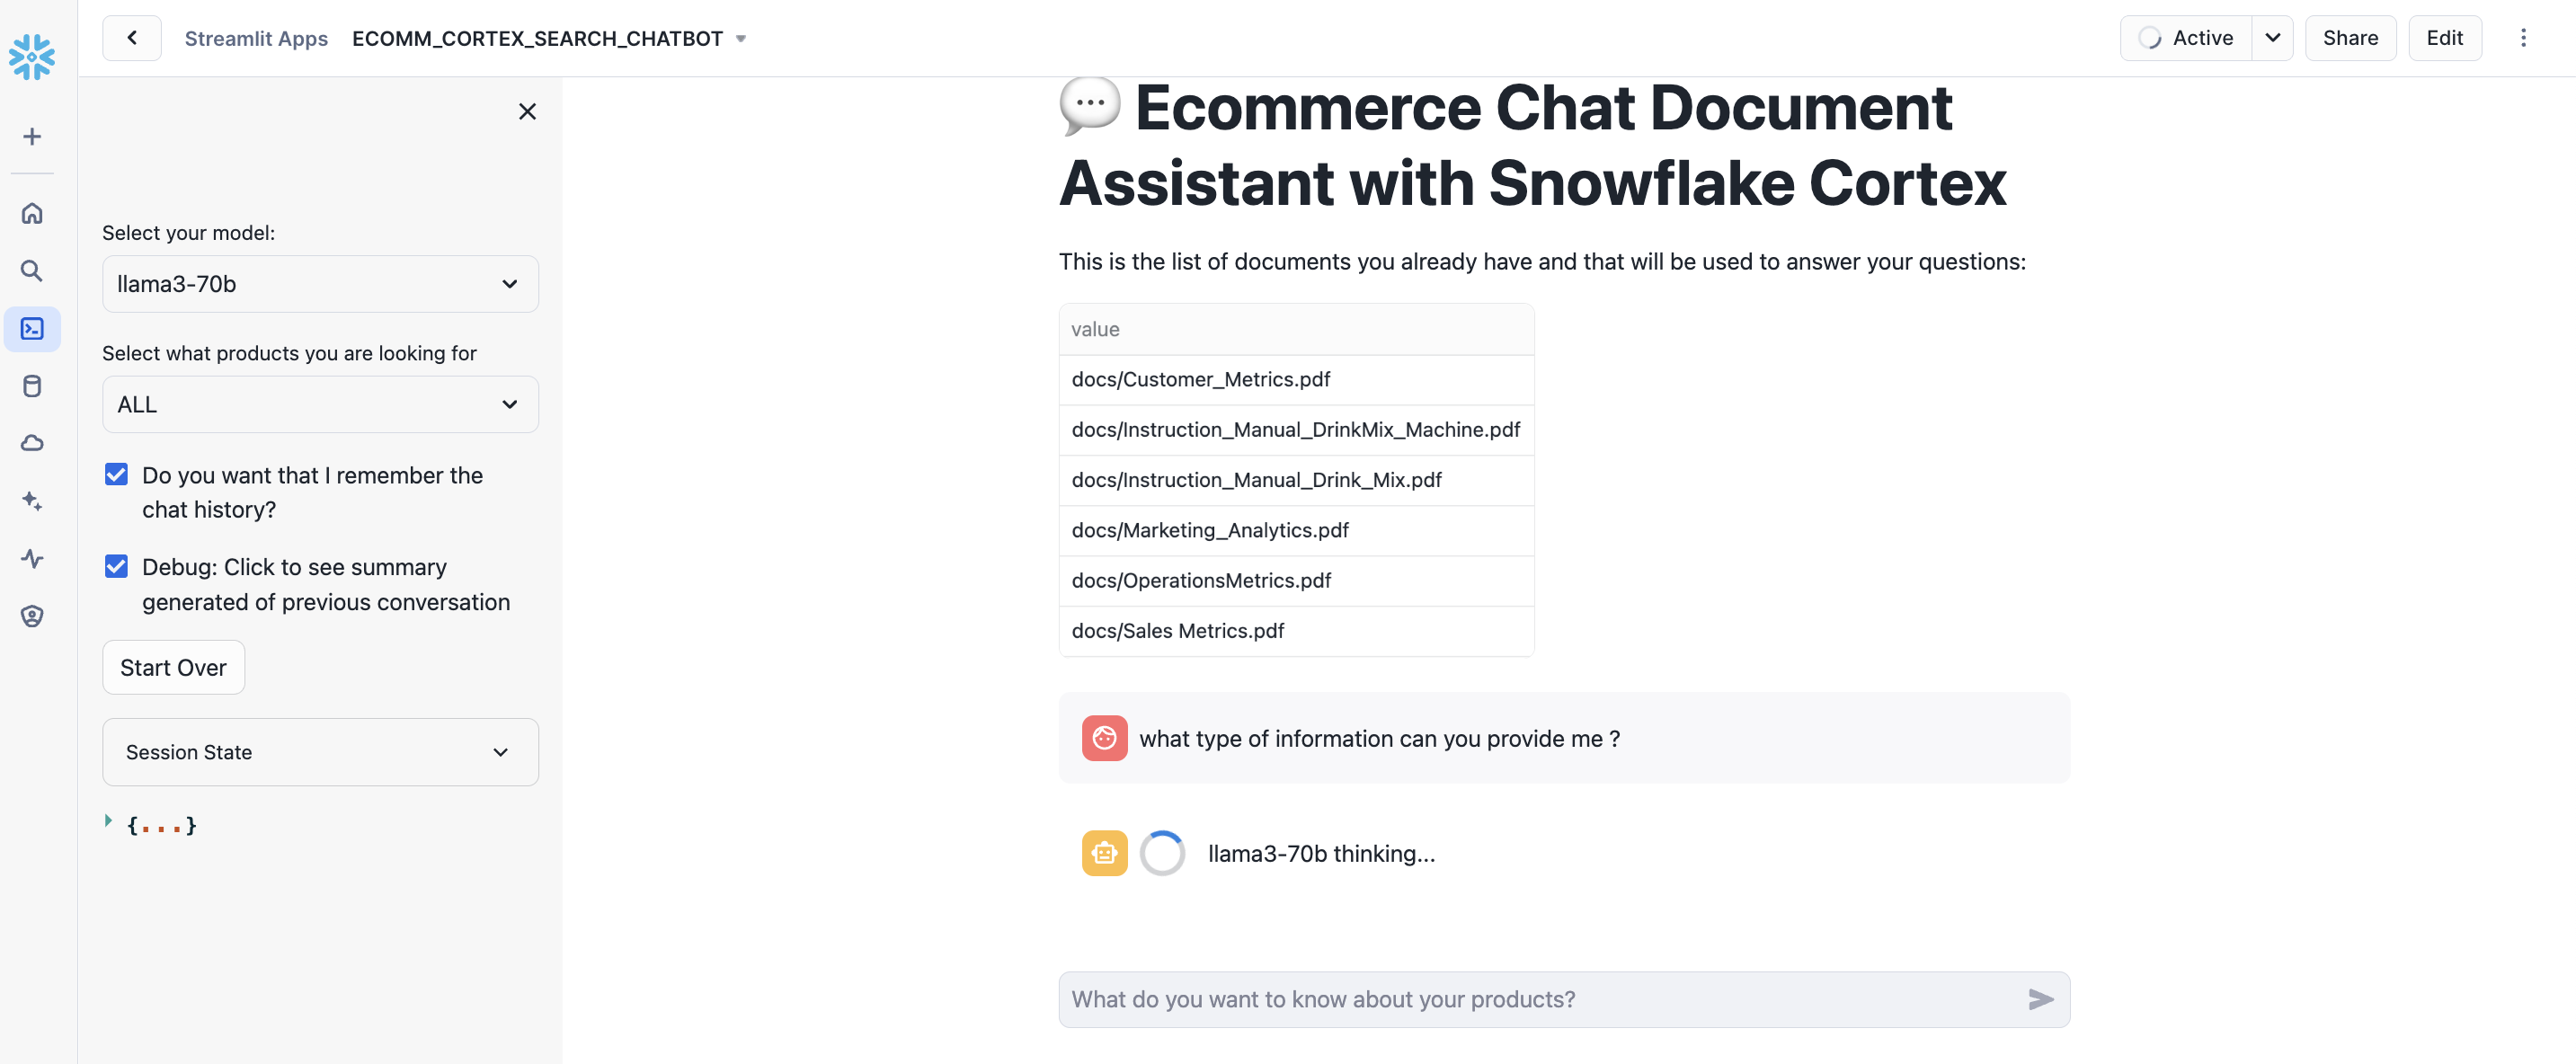 Streamlit Apps ECOMM_CORTEX_SEARCH_CHATBOT
Active
Share
Edit
Select your model:
llama3-70b
Select what products you are looking for
ALL
Do you want that I remember the
chat history?
Debug: Click to see summary
generated of previous conversation
Start Over
Session State
{...}
Ecommerce Chat Document
Assistant with Snowflake Cortex
This is the list of documents you already have and that will be used to answer your questions:
value
docs/Customer_Metrics.pdf
docs/Instruction_Manual_DrinkMix_Machine.pdf
docs/Instruction_Manual_Drink_Mix.pdf
docs/Marketing_Analytics.pdf
docs/OperationsMetrics.pdf
docs/Sales Metrics.pdf
what type of information can you provide me ?
llama3-70b thinking...
What do you want to know about your products?